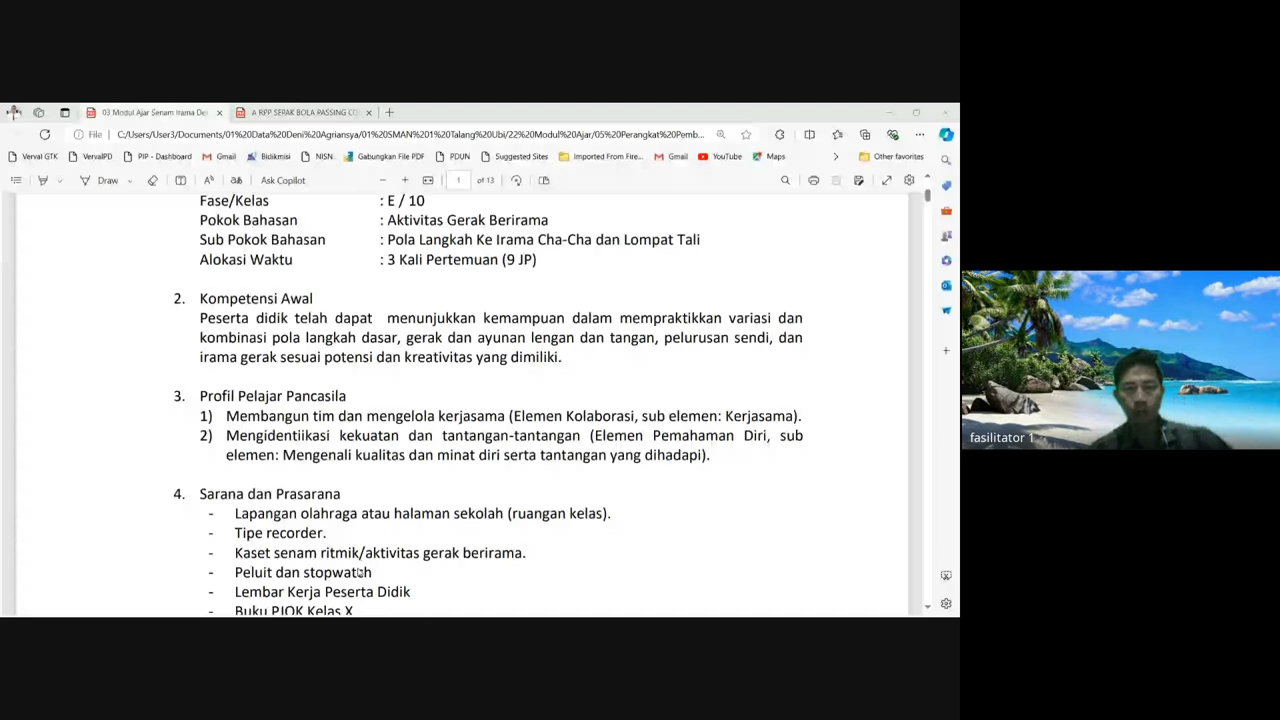 03 Modul Ajar Senam Irama De
A RPP SEPAK BOLA PASSING CO
File
C:/Users/User3/Documents/01%20Data%20Deni%20Agriansya/01%20SMAN%201%20Talang%20Ubi/22%20Modul%20Ajar/05%20Perangkat%20Pemb...
Verval GTK
VervalPD
PIP - Dashboard
Gmail
Bidikmisi
NISN
Gabungkan File PDF
PDUN
Suggested Sites
Imported From Fire...
Gmail
YouTube
Maps
Other favorites
Draw
Ask Copilot
1 of 13
Fase/Kelas : E / 10
Pokok Bahasan : Aktivitas Gerak Berirama
Sub Pokok Bahasan : Pola Langkah Ke Irama Cha-Cha dan Lompat Tali
Alokasi Waktu : 3 Kali Pertemuan (9 JP)
2. Kompetensi Awal
Peserta didik telah dapat menunjukkan kemampuan dalam mempraktikkan variasi dan
kombinasi pola langkah dasar, gerak dan ayunan lengan dan tangan, pelurusan sendi, dan
irama gerak sesuai potensi dan kreativitas yang dimiliki.
3. Profil Pelajar Pancasila
1) Membangun tim dan mengelola kerjasama (Elemen Kolaborasi, sub elemen: Kerjasama).
2) Mengidentiikasi kekuatan dan tantangan-tantangan (Elemen Pemahaman Diri, sub
elemen: Mengenali kualitas dan minat diri serta tantangan yang dihadapi).
4. Sarana dan Prasarana
- Lapangan olahraga atau halaman sekolah (ruangan kelas).
- Tipe recorder.
- Kaset senam ritmik/aktivitas gerak berirama.
- Peluit dan stopwatch
- Lembar Kerja Peserta Didik
- Buku PJOK Kelas X
fasilitator 1